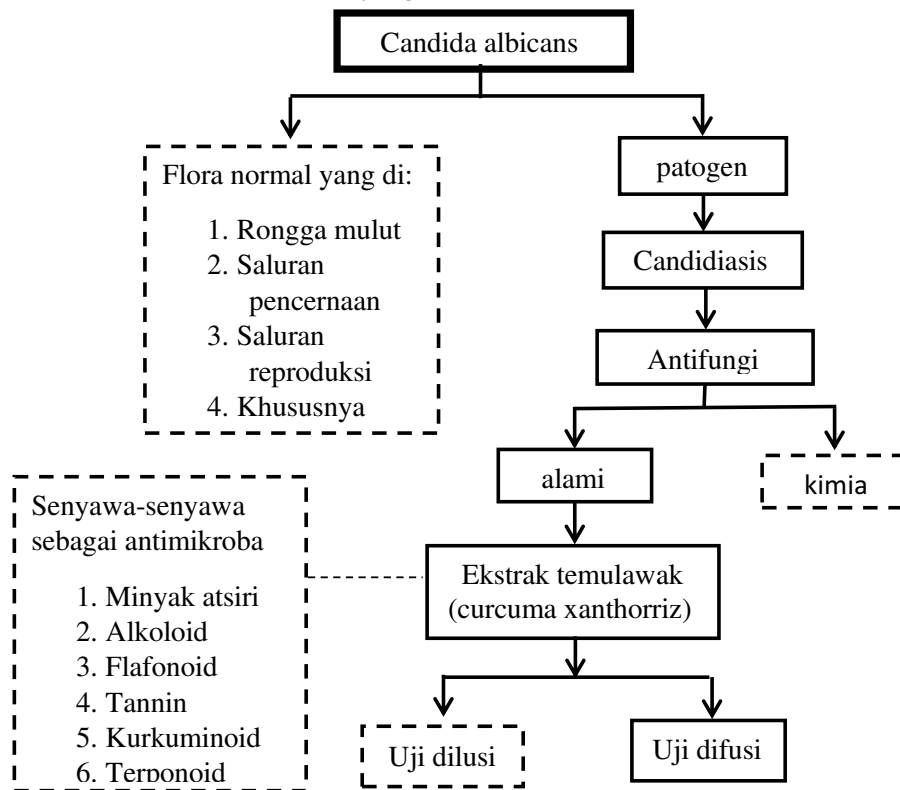 Candida albicans
Flora normal yang di:
1. Rongga mulut
2. Saluran
pencernaan
3. Saluran
reproduksi
4. Khususnya
patogen
Candidiasis
Antifungi
alami
kimia
Senyawa-senyawa
sebagai antimikroba
1. Minyak atsiri
2. Alkoloid
3. Flafonoid
4. Tannin
5. Kurkuminoid
6. Terponoid
Ekstrak temulawak
(curcuma xanthorriz)
Uji dilusi
Uji difusi